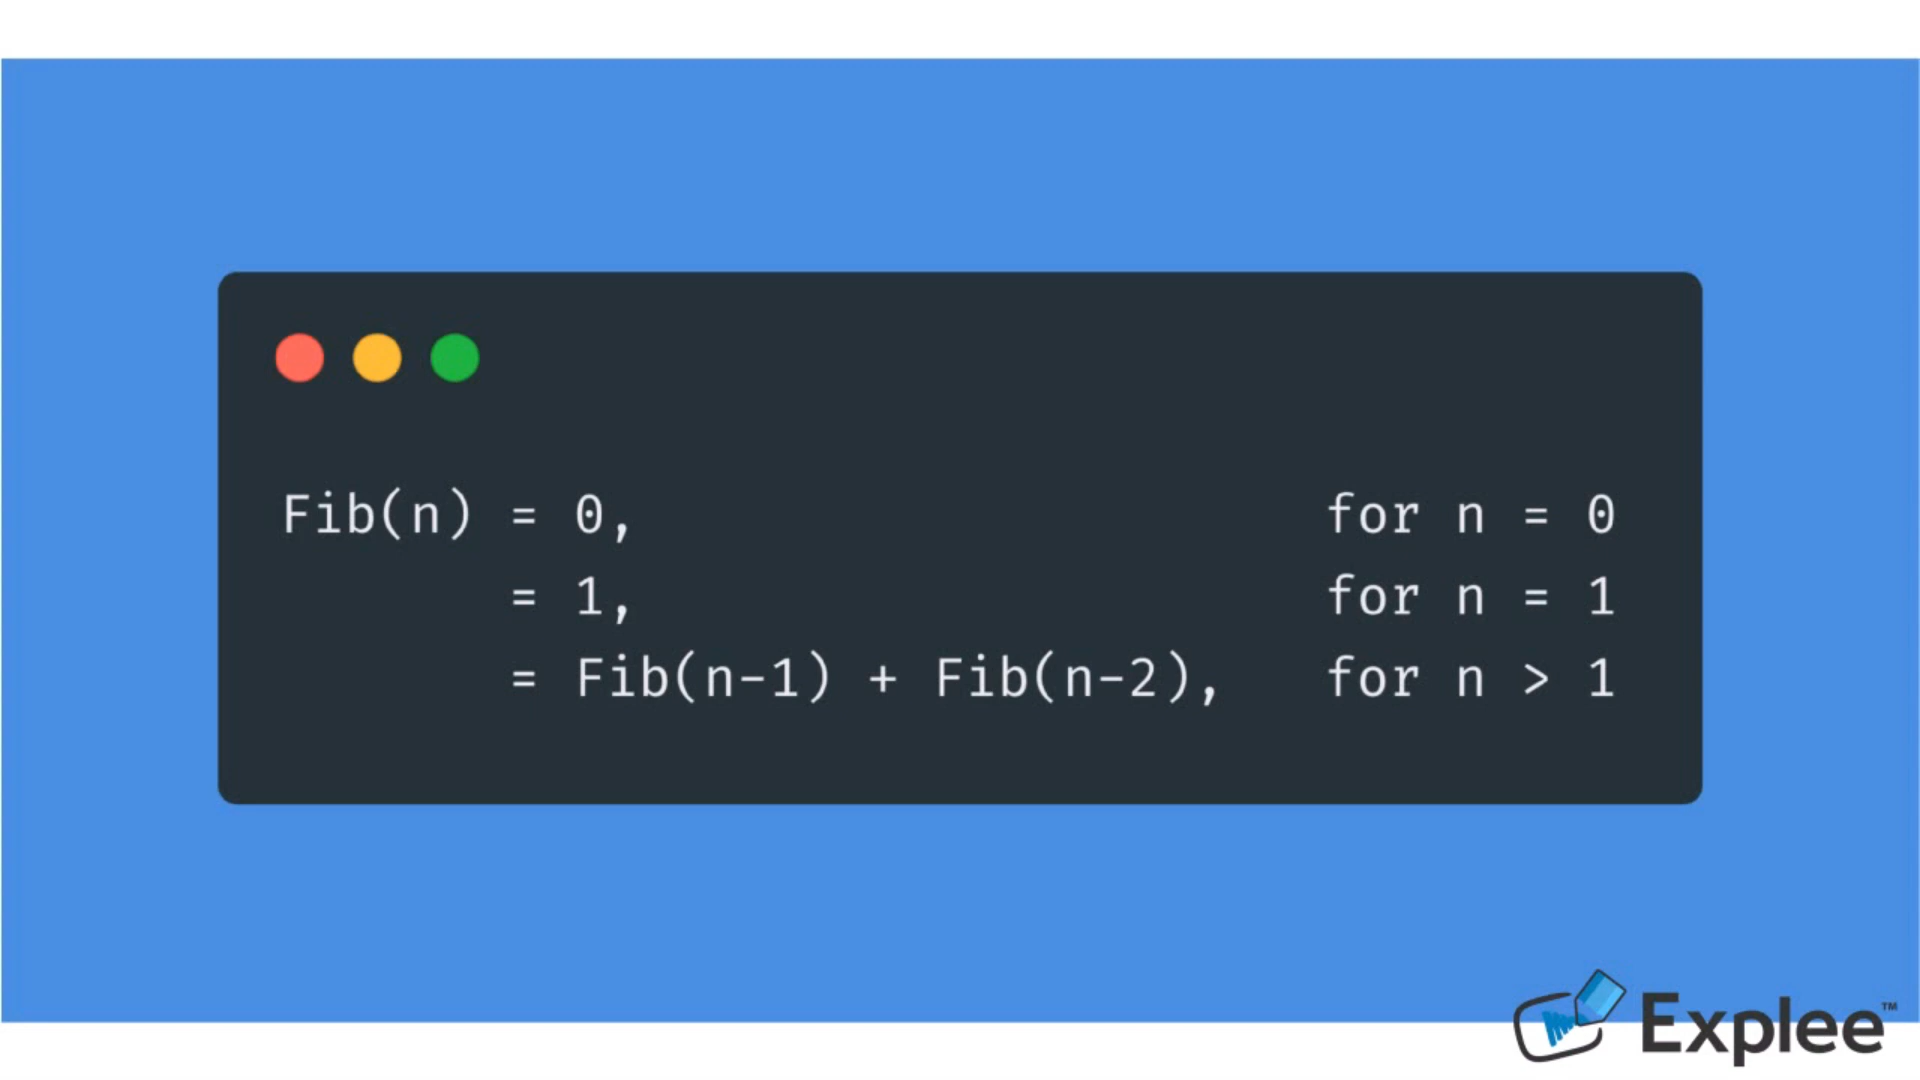 Fib(n) = 0, for n = 0
= 1, for n = 1
= Fib(n-1) + Fib(n-2), for n > 1
Explee™